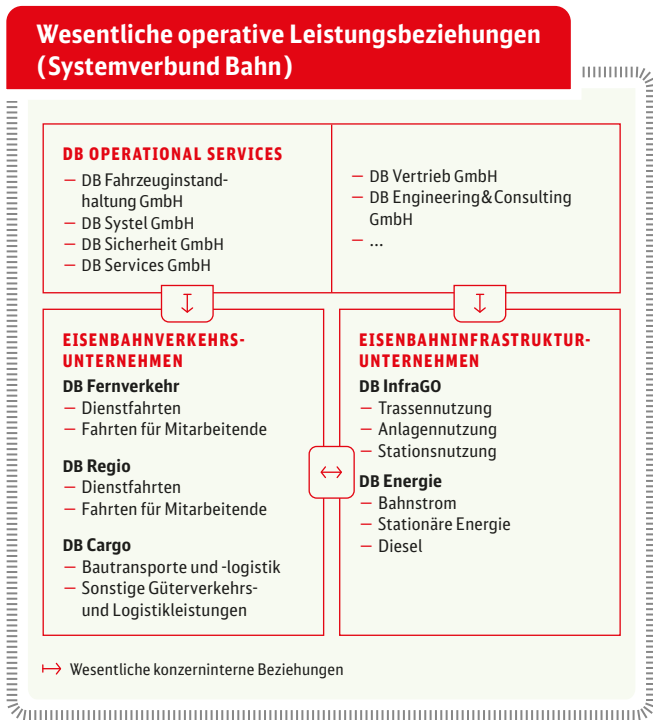 Wesentliche operative Leistungsbeziehungen
(Systemverbund Bahn)
DB OPERATIONAL SERVICES
– DB Fahrzeuginstand-
haltung GmbH
– DB Systel GmbH
– DB Sicherheit GmbH
– DB Services GmbH
– DB Vertrieb GmbH
– DB Engineering & Consulting
GmbH
– ...
EISENBAHNVERKEHRS-
UNTERNEHMEN
DB Fernverkehr
– Dienstfahrten
– Fahrten für Mitarbeitende
DB Regio
– Dienstfahrten
– Fahrten für Mitarbeitende
DB Cargo
– Bautransporte und -logistik
– Sonstige Güterverkehrs-
und Logistikleistungen
EISENBAHNINFRASTRUKTUR-
UNTERNEHMEN
DB InfraGO
– Trassennutzung
– Anlagennutzung
– Stationsnutzung
DB Energie
– Bahnstrom
– Stationäre Energie
– Diesel
Wesentliche konzerninterne Beziehungen